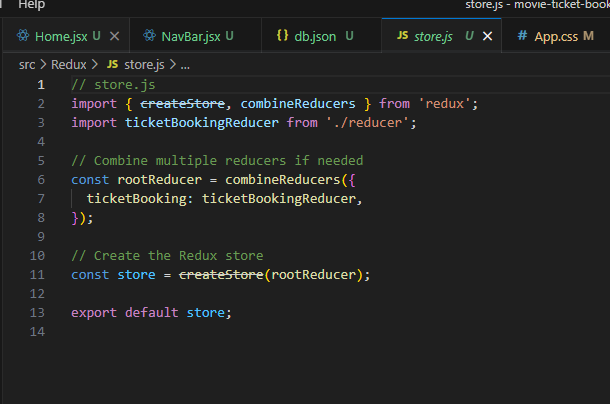 Help
store.js - movie-ticket-book
Home.jsx U
NavBar.jsx U
{} db.json U
JS store.js U
# App.css M
src > Redux > JS store.js > ...
1 // store.js
2 import { createStore, combineReducers } from 'redux';
3 import ticketBookingReducer from './reducer';
4
5 // Combine multiple reducers if needed
6 const rootReducer = combineReducers({
7 ticketBooking: ticketBookingReducer,
8 });
9
10 // Create the Redux store
11 const store = createStore(rootReducer);
12
13 export default store;
14